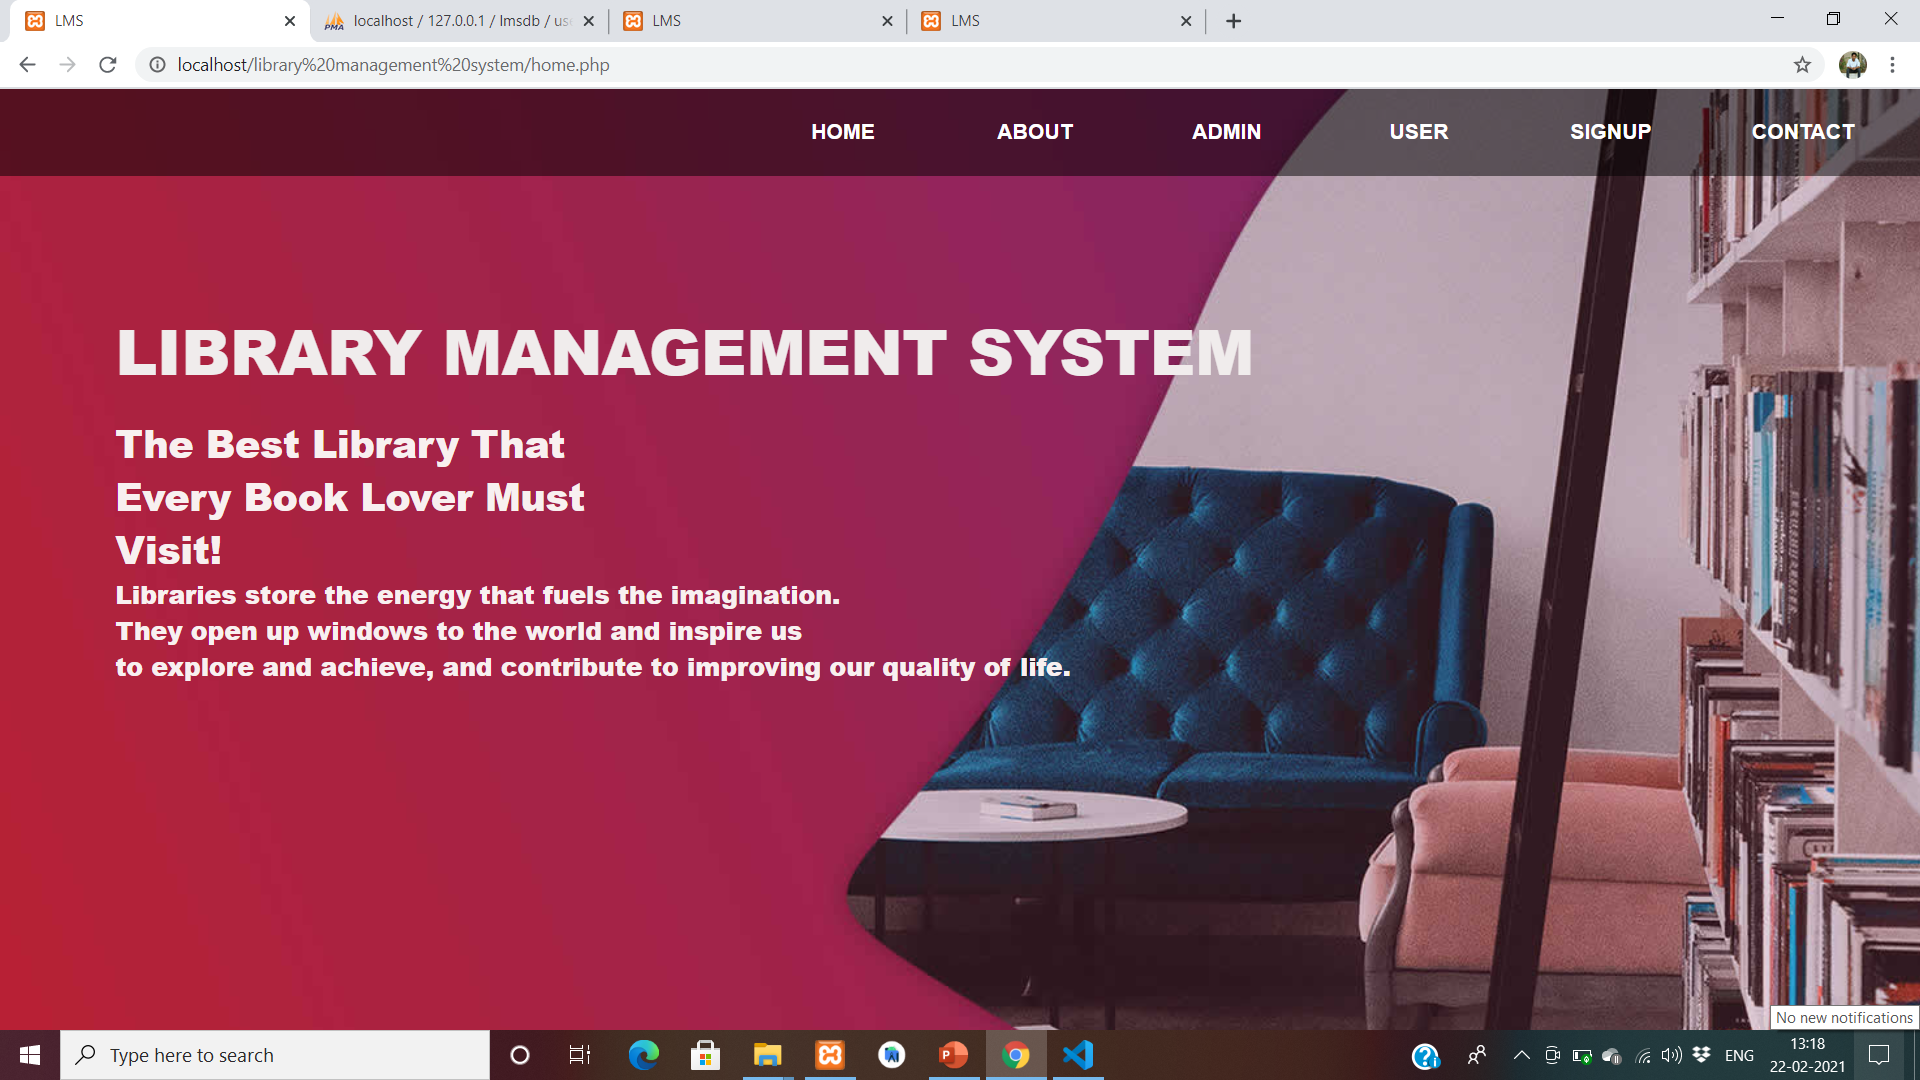 LMS
localhost / 127.0.0.1 / lmsdb / us
LMS
LMS
localhost/library%20management%20system/home.php
HOME ABOUT ADMIN USER SIGNUP CONTACT
LIBRARY MANAGEMENT SYSTEM
The Best Library That
Every Book Lover Must
Visit!
Libraries store the energy that fuels the imagination.
They open up windows to the world and inspire us
to explore and achieve, and contribute to improving our quality of life.
No new notifications
Type here to search
ENG
13:18
22-02-2021